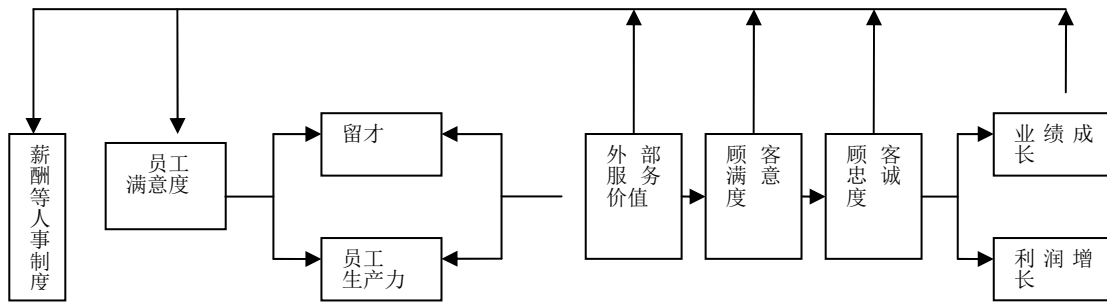 薪
酬
等
人
事
制
度
员工
满意度
留才
员工
生产力
外部
服务
价值
顾客
满意
度
顾客
忠诚
度
业绩成
长
利润增
长